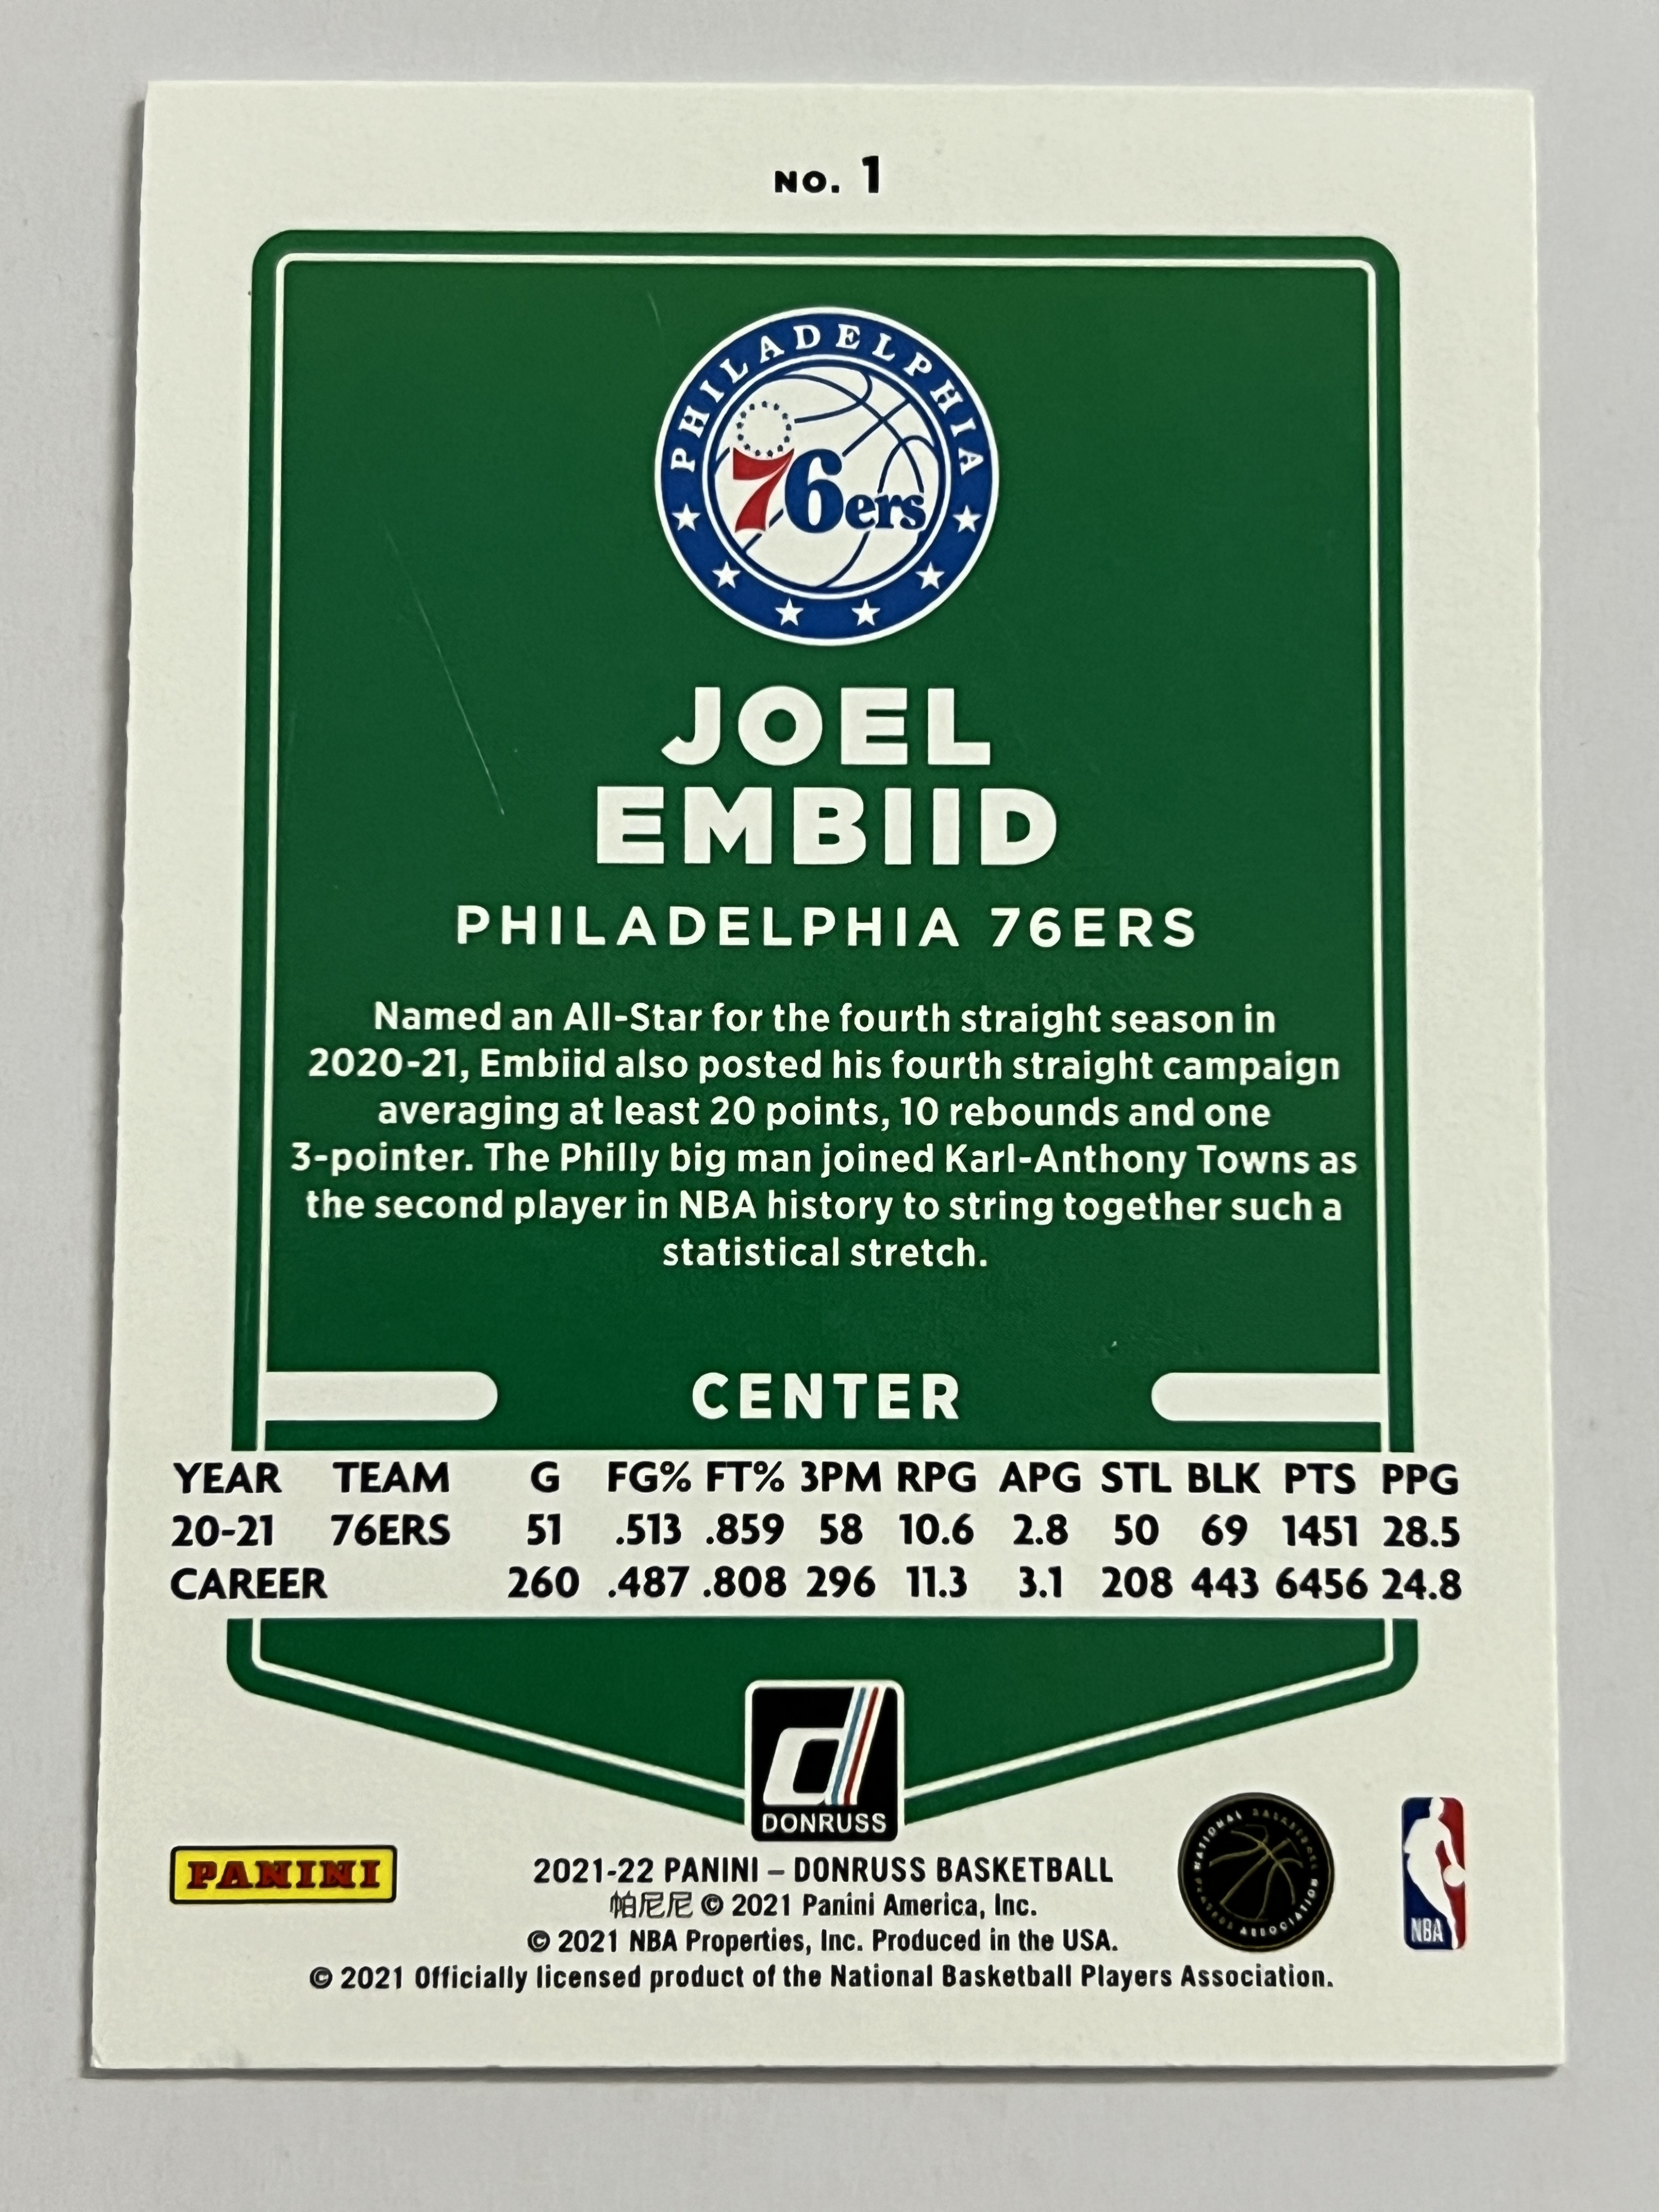 NO. 1
PHILADELPHIA
76ers
JOEL
EMBIID
PHILADELPHIA 76ERS
Named an All-Star for the fourth straight season in
2020-21, Embiid also posted his fourth straight campaign
averaging at least 20 points, 10 rebounds and one
3-pointer. The Philly big man joined Karl-Anthony Towns as
the second player in NBA history to string together such a
statistical stretch.
CENTER
YEAR TEAM G FG% FT% 3PM RPG APG STL BLK PTS PPG
20-21 76ERS 51 .513 .859 58 10.6 2.8 50 69 1451 28.5
CAREER 260 .487 .808 296 11.3 3.1 208 443 6456 24.8
DONRUSS
PANINI
2021-22 PANINI – DONRUSS BASKETBALL
帕尼尼 © 2021 Panini America, Inc.
© 2021 NBA Properties, Inc. Produced in the USA.
© 2021 Officially licensed product of the National Basketball Players Association.
NATIONAL BASKETBALL PLAYERS ASSOCIATION
NBA